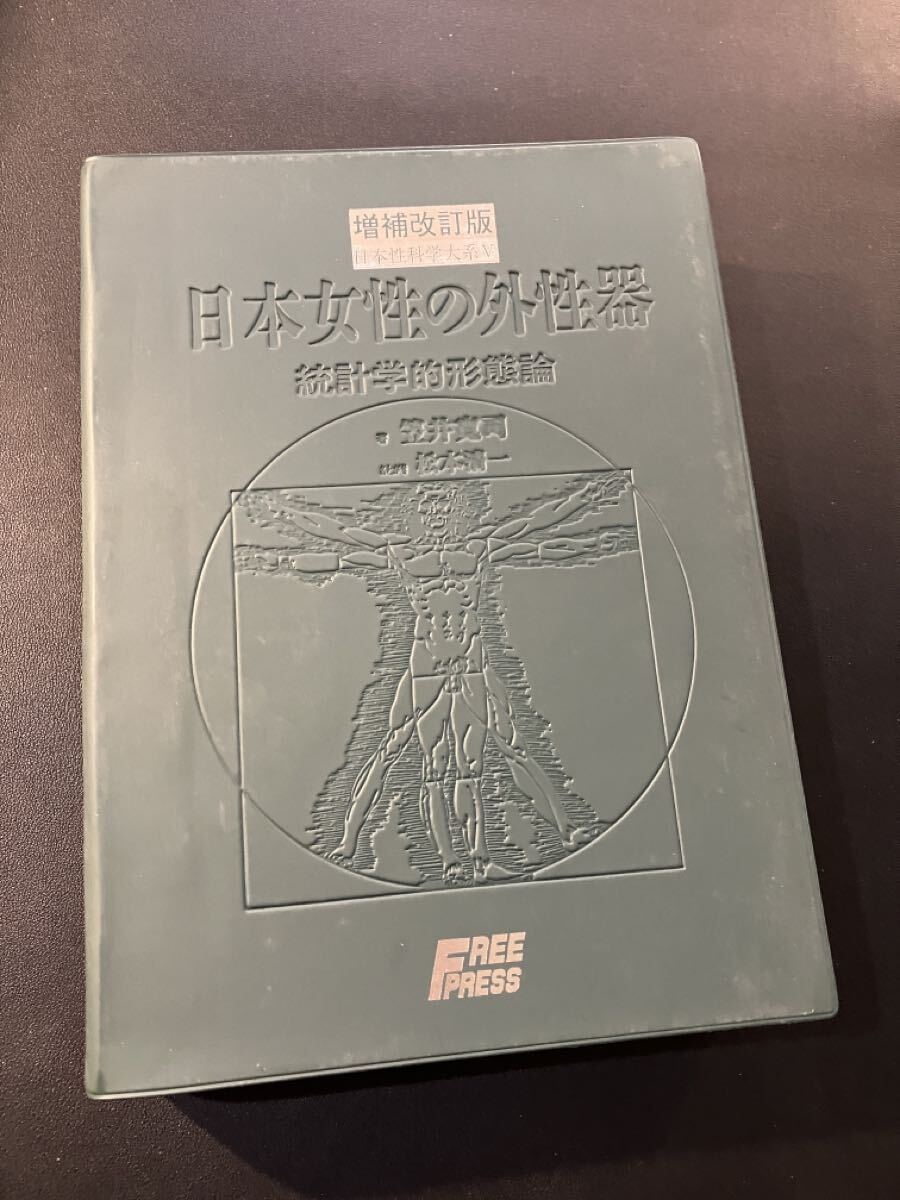 増補改訂版
日本性科学大系V
日本女性の外性器
統計学的形態論
著 笠井寛司
監修 松本清一
FREE
PRESS